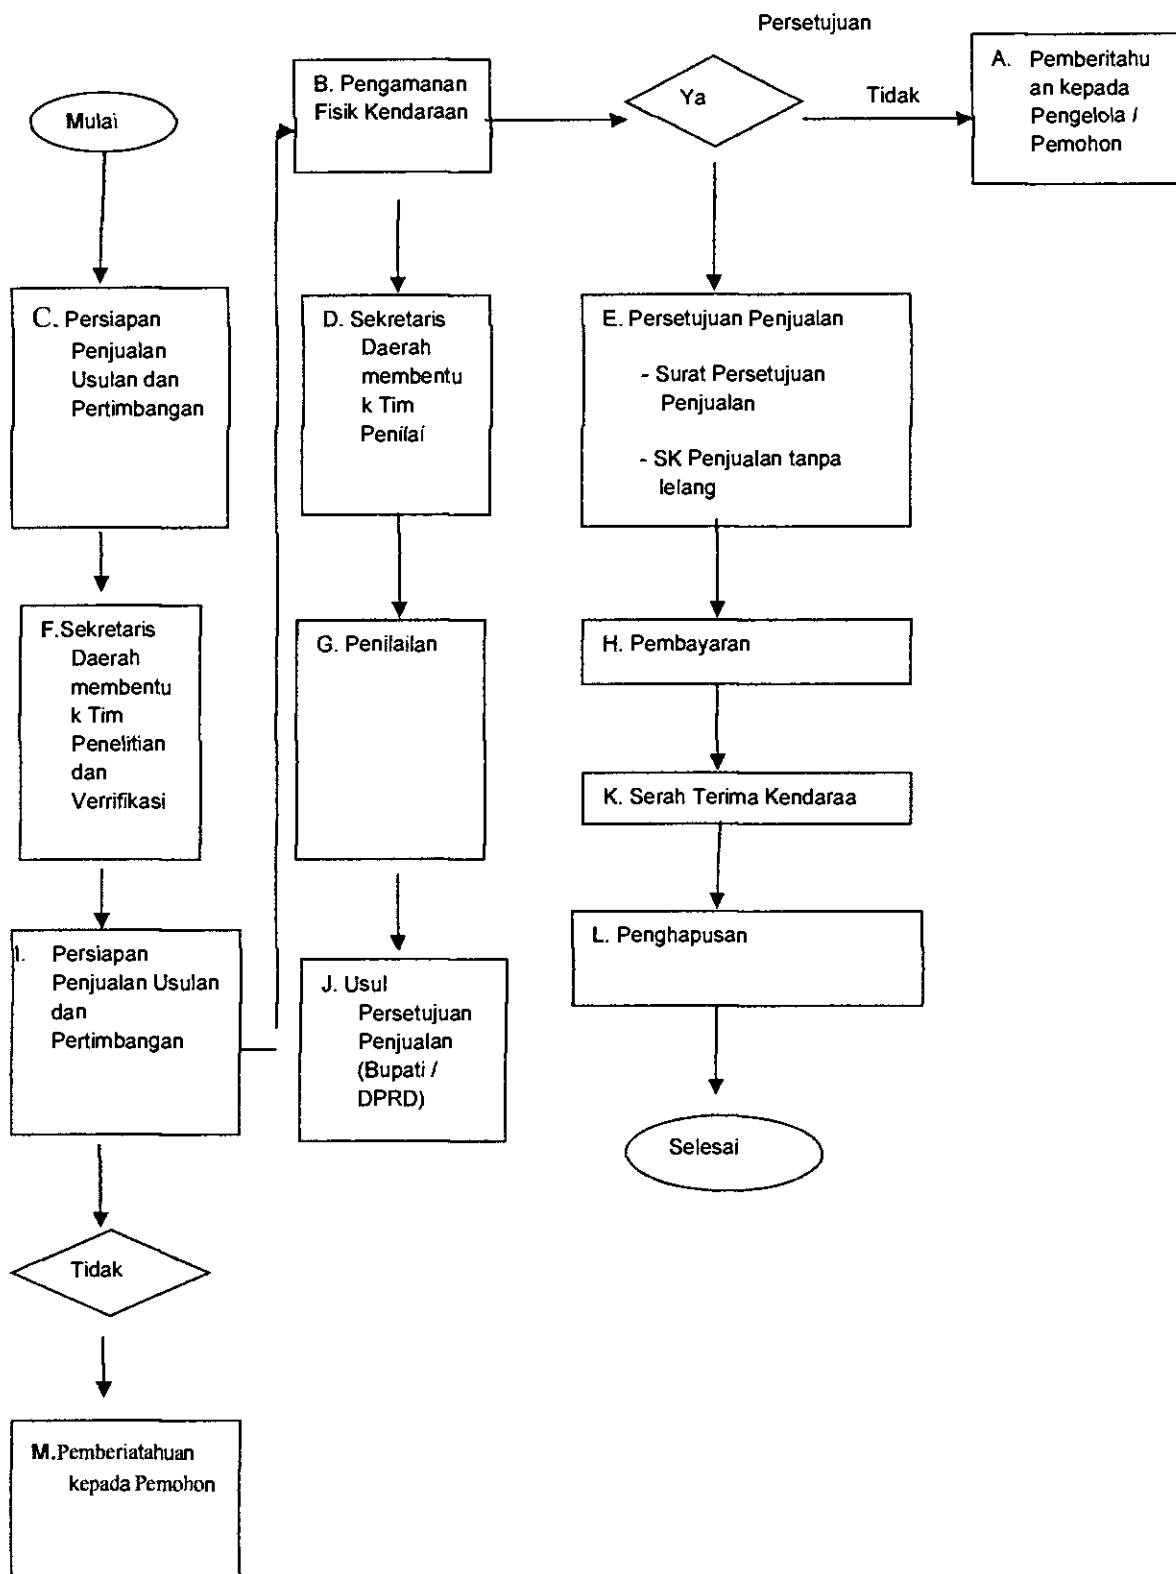 Persetujuan
Mulai
B. Pengamanan
Fisik Kendaraan
Ya
Tidak
A. Pemberitahu
an kepada
Pengelola /
Pemohon
C. Persiapan
Penjualan
Usulan dan
Pertimbangan
D. Sekretaris
Daerah
membentu
k Tim
Penilai
E. Persetujuan Penjualan
- Surat Persetujuan
Penjualan
- SK Penjualan tanpa
lelang
F.Sekretaris
Daerah
membentu
k Tim
Penelitian
dan
Verrifikasi
G. Penilailan
H. Pembayaran
K. Serah Terima Kendaraa
L. Penghapusan
I. Persiapan
Penjualan Usulan
dan
Pertimbangan
J. Usul
Persetujuan
Penjualan
(Bupati /
DPRD)
Selesai
Tidak
M.Pemberiatahuan
kepada Pemohon